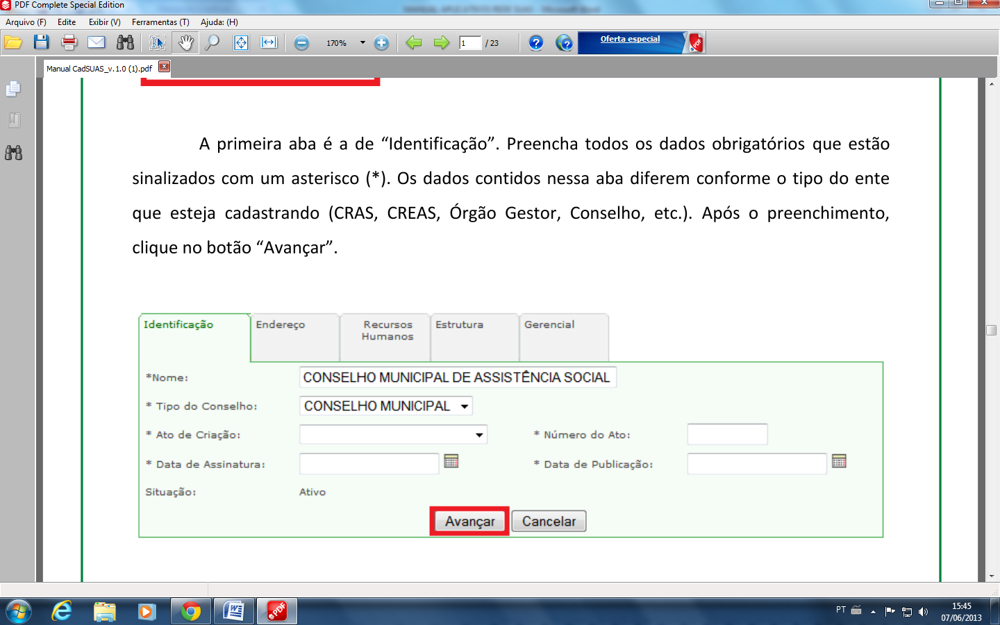 PDF Complete Special Edition
Arquivo (F) Edite Exibir (V) Ferramentas (T) Ajuda: (H)
170% 1 / 23 Oferta especial PDF
Manual CadSUAS_v.1.0 (1).pdf
A primeira aba é a de “Identificação”. Preencha todos os dados obrigatórios que estão
sinalizados com um asterisco (*). Os dados contidos nessa aba diferem conforme o tipo do ente
que esteja cadastrando (CRAS, CREAS, Órgão Gestor, Conselho, etc.). Após o preenchimento,
clique no botão “Avançar”.
Identificação Endereço Recursos Estrutura Gerencial
Humanos
*Nome: CONSELHO MUNICIPAL DE ASSISTÊNCIA SOCIAL
* Tipo do Conselho: CONSELHO MUNICIPAL
* Ato de Criação: * Número do Ato:
* Data de Assinatura: * Data de Publicação:
Situação: Ativo
Avançar Cancelar
PDF PT 15:45
07/06/2013